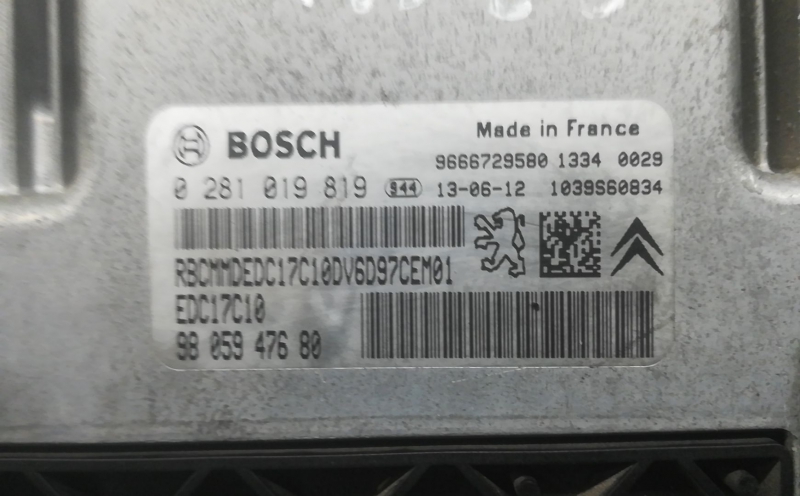 BOSCH
Made in France
9666729580 1334 0029
0 281 019 819 944 13-06-12 1039S60834
RBCMMDEDC17C10DV6D97CEM01
EDC17C10
98 059 476 80